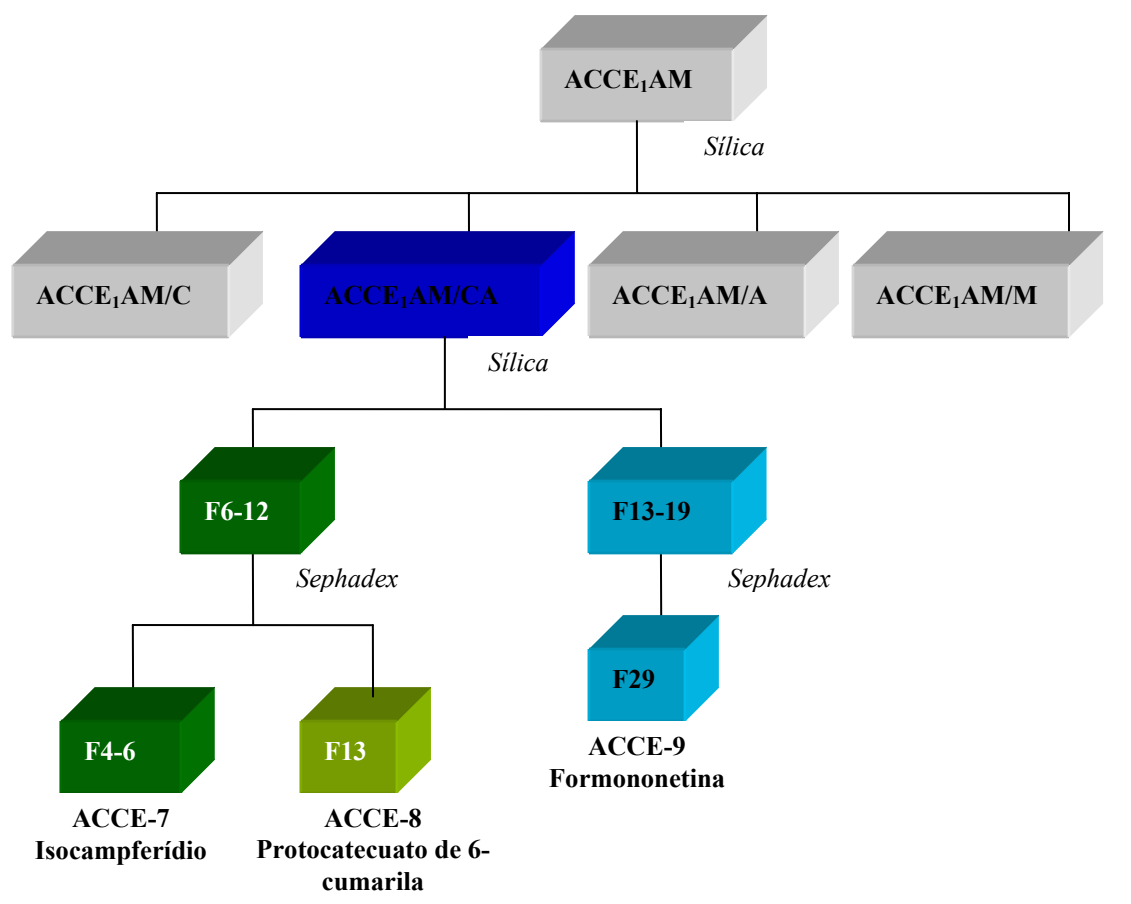 ACCE₁AM
Sílica
ACCE₁AM/C
ACCE₁AM/CA
ACCE₁AM/A
ACCE₁AM/M
Sílica
F6-12
F13-19
Sephadex
Sephadex
F29
ACCE-9
Formononetina
F4-6
F13
ACCE-7
Isocampferídio
ACCE-8
Protocatecuato de 6-
cumarila